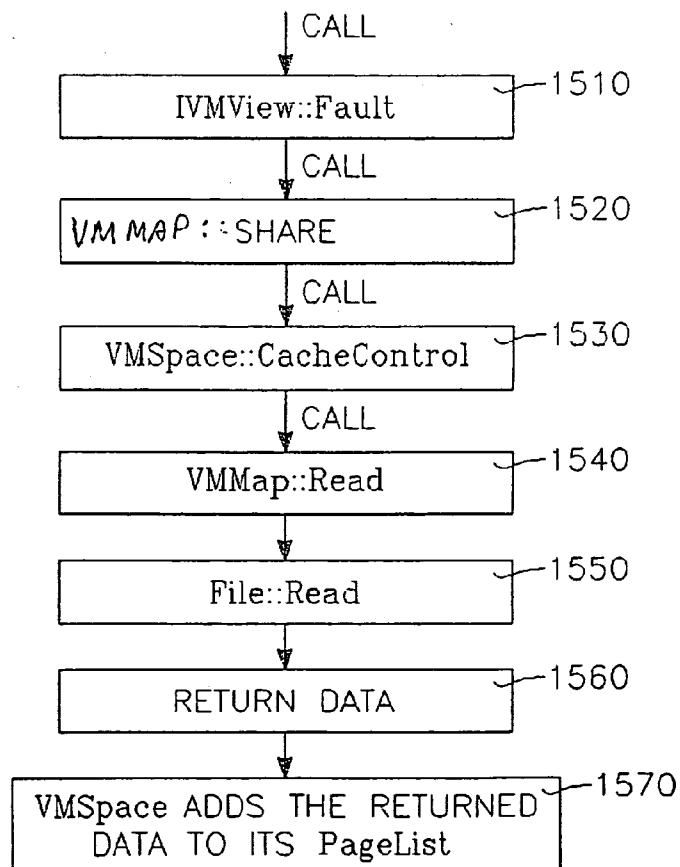 CALL
1510
IVMView::Fault
CALL
1520
VMMAP::SHARE
CALL
1530
VMSpace::CacheControl
CALL
1540
VMMap::Read
1550
File::Read
1560
RETURN DATA
1570
VMSpace ADDS THE RETURNED
DATA TO ITS PageList